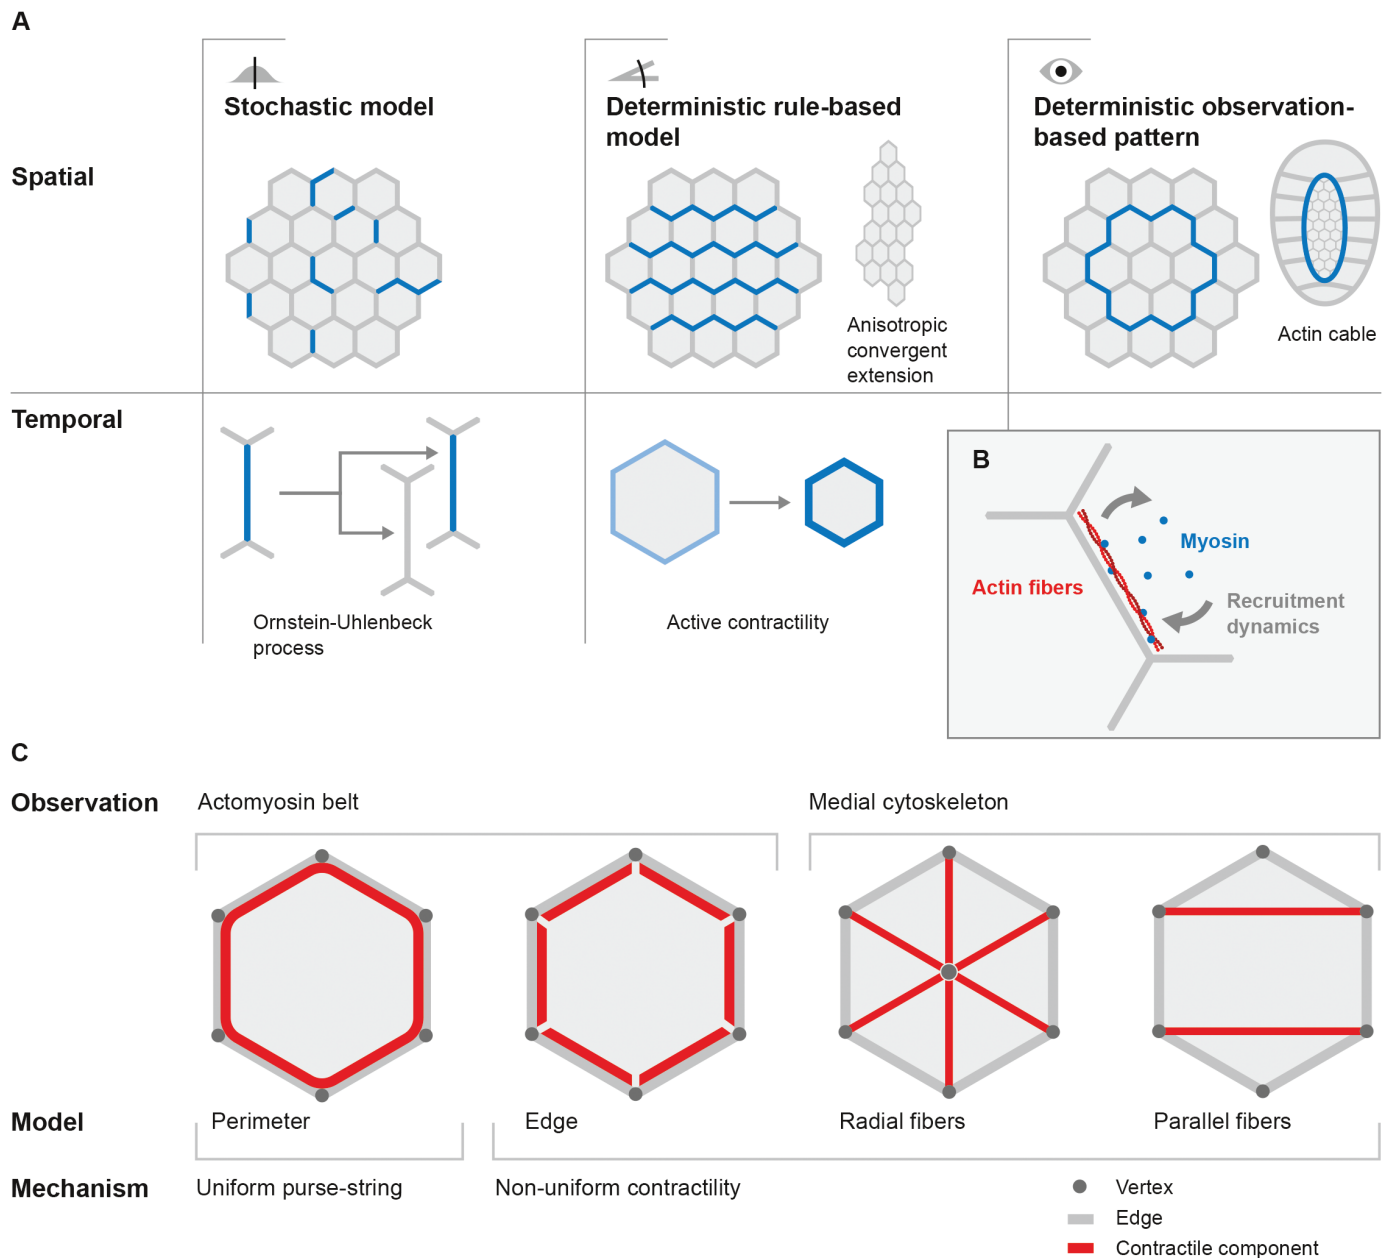 A
Stochastic model
Deterministic rule-based
model
Deterministic observation-
based pattern
Spatial
Anisotropic
convergent
extension
Actin cable
Temporal
Ornstein-Uhlenbeck
process
Active contractility
B
Myosin
Actin fibers
Recruitment
dynamics
C
Observation
Actomyosin belt
Medial cytoskeleton
Model
Perimeter
Edge
Radial fibers
Parallel fibers
Mechanism
Uniform purse-string
Non-uniform contractility
Vertex
Edge
Contractile component